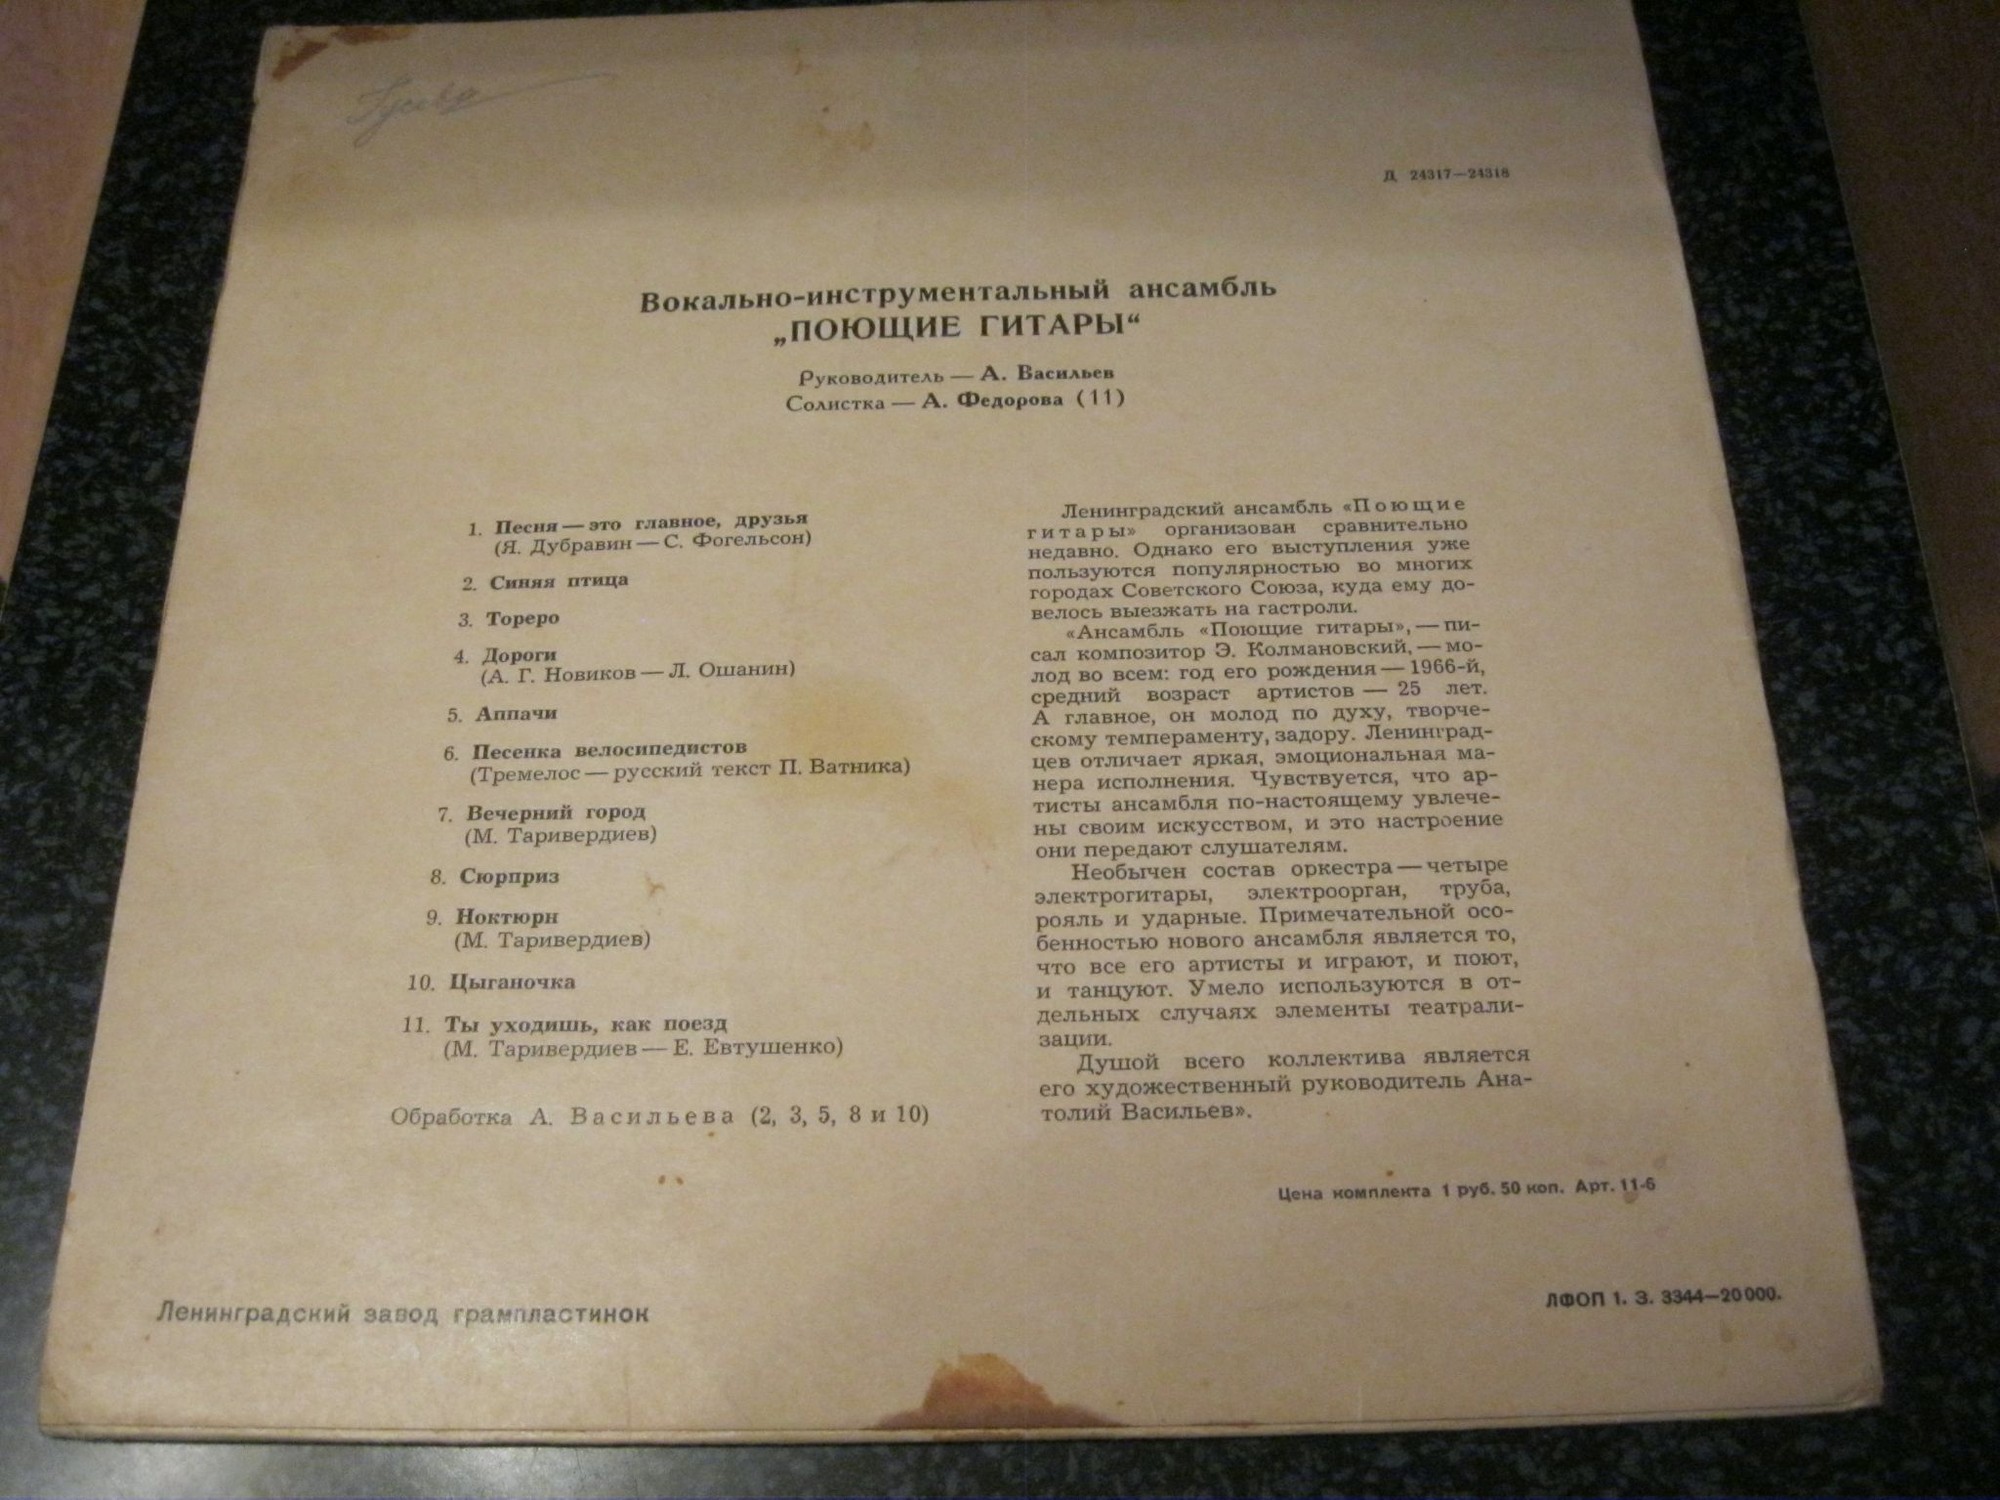 Гусева
Д 24317—24318
Вокально-инструментальный ансамбль
„ПОЮЩИЕ ГИТАРЫ“
Руководитель — А. Васильев
Солистка — А. Федорова (11)
1. Песня — это главное, друзья
(Я. Дубравин — С. Фогельсон)
2. Синяя птица
3. Тореро
4. Дороги
(А. Г. Новиков — Л. Ошанин)
5. Аппачи
6. Песенка велосипедистов
(Тремелос — русский текст П. Ватника)
7. Вечерний город
(М. Таривердиев)
8. Сюрприз
9. Ноктюрн
(М. Таривердиев)
10. Цыганочка
11. Ты уходишь, как поезд
(М. Таривердиев — Е. Евтушенко)
Обработка А. Васильева (2, 3, 5, 8 и 10)
Ленинградский ансамбль «Поющие
гитары» организован сравнительно
недавно. Однако его выступления уже
пользуются популярностью во многих
городах Советского Союза, куда ему до-
велось выезжать на гастроли.
«Ансамбль «Поющие гитары», — пи-
сал композитор Э. Колмановский, — мо-
лод во всем: год его рождения — 1966-й,
средний возраст артистов — 25 лет.
А главное, он молод по духу, творче-
скому темпераменту, задору. Ленинград-
цев отличает яркая, эмоциональная ма-
нера исполнения. Чувствуется, что ар-
тисты ансамбля по-настоящему увлече-
ны своим искусством, и это настроение
они передают слушателям.
Необычен состав оркестра — четыре
электрогитары, электроорган, труба,
рояль и ударные. Примечательной осо-
бенностью нового ансамбля является то,
что все его артисты и играют, и поют,
и танцуют. Умело используются в от-
дельных случаях элементы театрали-
зации.
Душой всего коллектива является
его художественный руководитель Ана-
толий Васильев».
Цена комплекта 1 руб. 50 коп. Арт. 11-6
Ленинградский завод грампластинок
ЛФОП 1. З. 3344—20000.